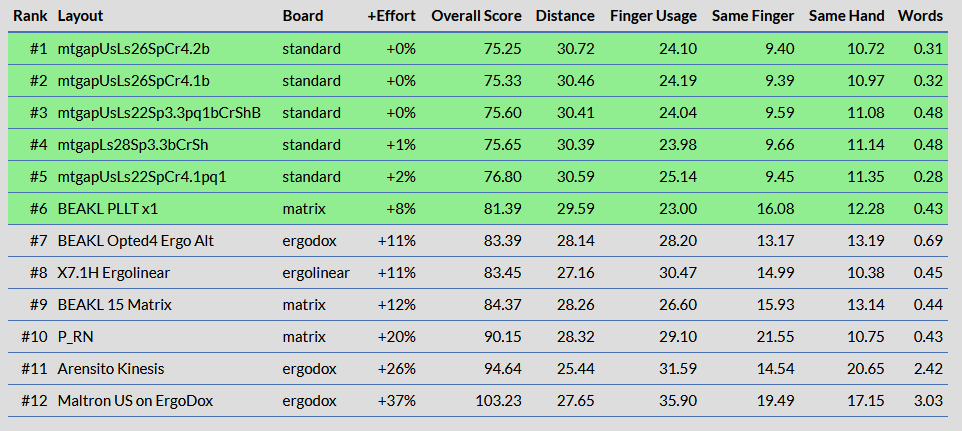 Rank Layout Board +Effort Overall Score Distance Finger Usage Same Finger Same Hand Words
#1 mtgapUsLs26SpCr4.2b standard +0% 75.25 30.72 24.10 9.40 10.72 0.31
#2 mtgapUsLs26SpCr4.1b standard +0% 75.33 30.46 24.19 9.39 10.97 0.32
#3 mtgapUsLs22Sp3.3pq1bCrShB standard +0% 75.60 30.41 24.04 9.59 11.08 0.48
#4 mtgapLs28Sp3.3bCrSh standard +1% 75.65 30.39 23.98 9.66 11.14 0.48
#5 mtgapUsLs22SpCr4.1pq1 standard +2% 76.80 30.59 25.14 9.45 11.35 0.28
#6 BEAKL PLLT x1 matrix +8% 81.39 29.59 23.00 16.08 12.28 0.43
#7 BEAKL Opted4 Ergo Alt ergodox +11% 83.39 28.14 28.20 13.17 13.19 0.69
#8 X7.1H Ergolinear ergolinear +11% 83.45 27.16 30.47 14.99 10.38 0.45
#9 BEAKL 15 Matrix matrix +12% 84.37 28.26 26.60 15.93 13.14 0.44
#10 P_RN matrix +20% 90.15 28.32 29.10 21.55 10.75 0.43
#11 Arensito Kinesis ergodox +26% 94.64 25.44 31.59 14.54 20.65 2.42
#12 Maltron US on ErgoDox ergodox +37% 103.23 27.65 35.90 19.49 17.15 3.03